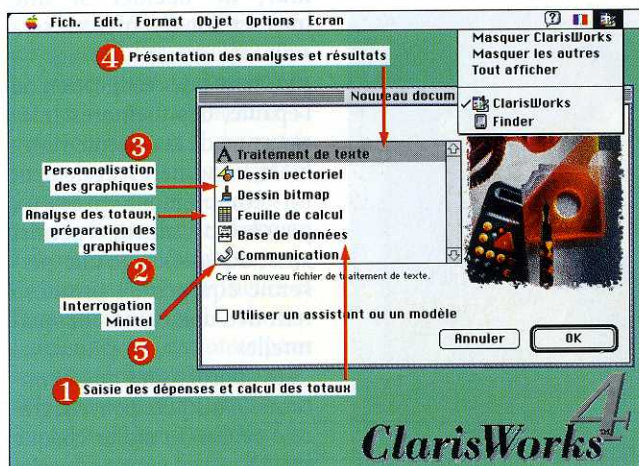 Fich. Edit. Format Objet Options Ecran
Masquer ClarisWorks
Masquer les autres
Tout afficher
ClarisWorks
Finder
4 Présentation des analyses et résultats
Nouveau docum
3
Personnalisation
des graphiques
Analyse des totaux,
préparation des
graphiques
2
Interrogation
Minitel
5
Traitement de texte
Dessin vectoriel
Dessin bitmap
Feuille de calcul
Base de données
Communication
Crée un nouveau fichier de traitement de texte.
Utiliser un assistant ou un modèle
Annuler OK
1 Saisie des dépenses et calcul des totaux
ClarisWorks 4